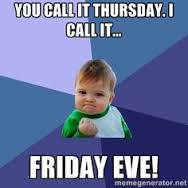 YOU CALL IT THURSDAY. I
CALL IT...
FRIDAY EVE!
memegenerator.net